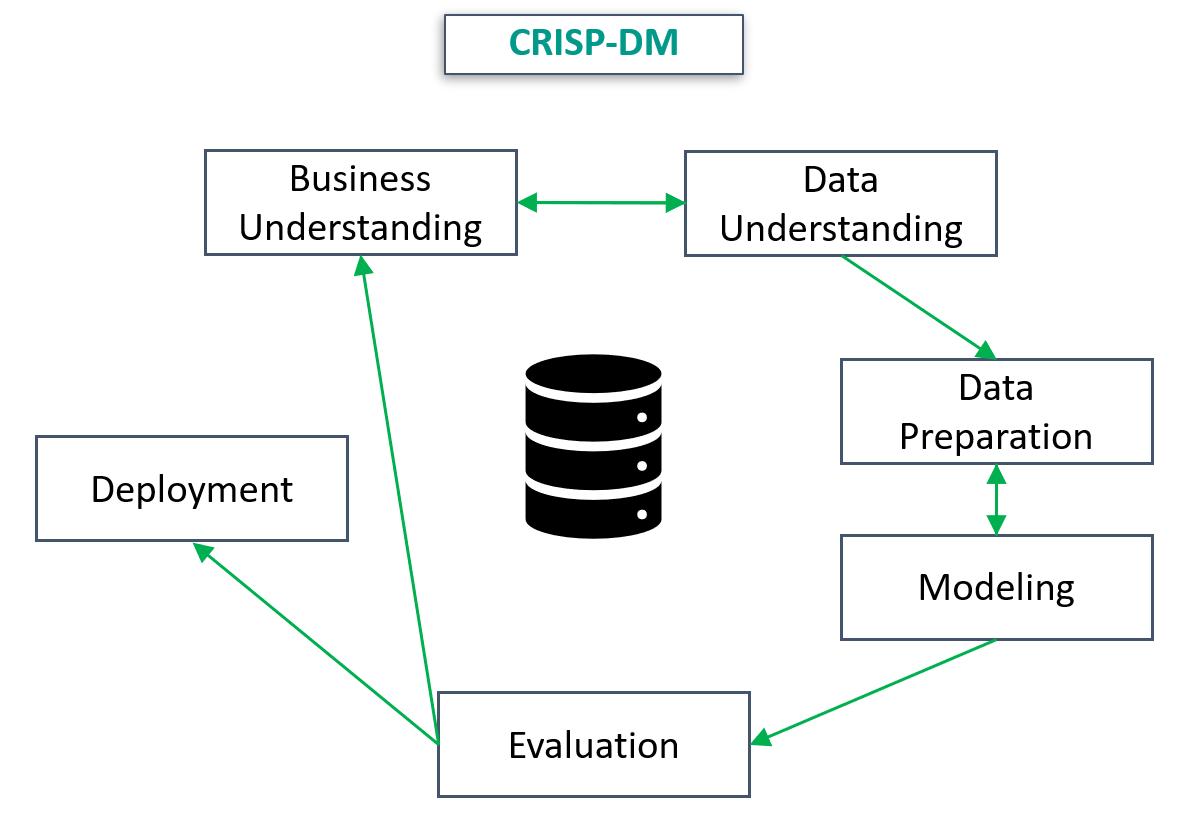 CRISP-DM
Business
Understanding
Data
Understanding
Data
Preparation
Deployment
Modeling
Evaluation